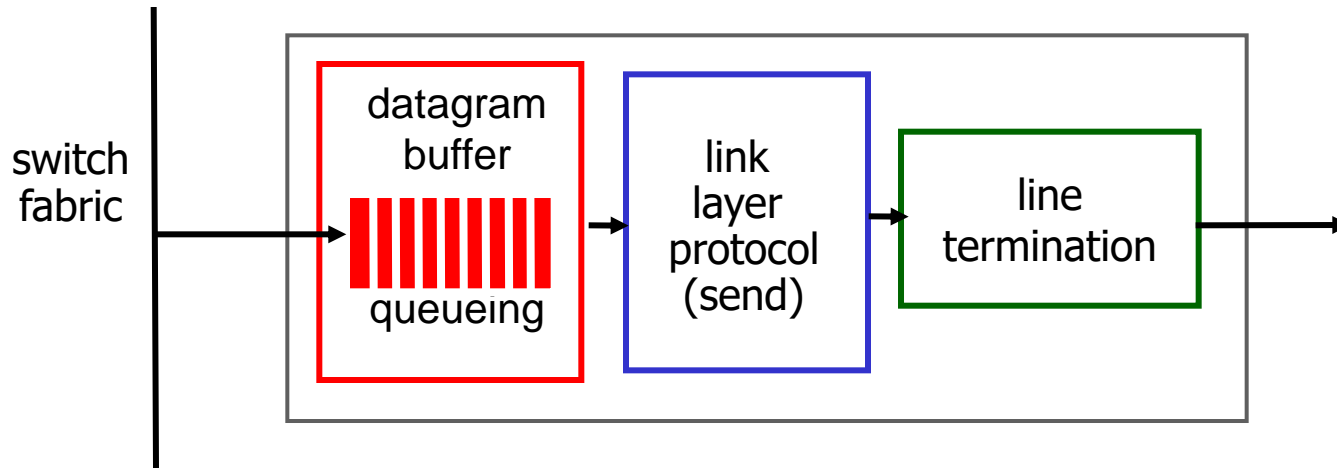 switch
fabric
datagram
buffer
queueing
link
layer
protocol
(send)
line
termination